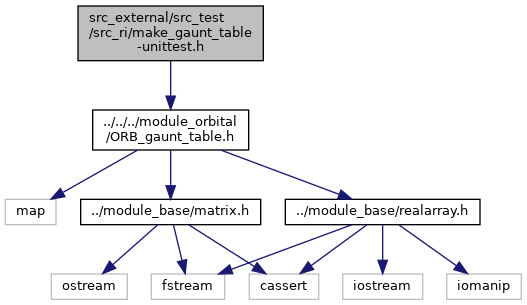 src_external/src_test
/src_ri/make_gaunt_table
-unittest.h
../../../module_orbital
/ORB_gaunt_table.h
map
../module_base/matrix.h
../module_base/realarray.h
ostream
fstream
cassert
iostream
iomanip